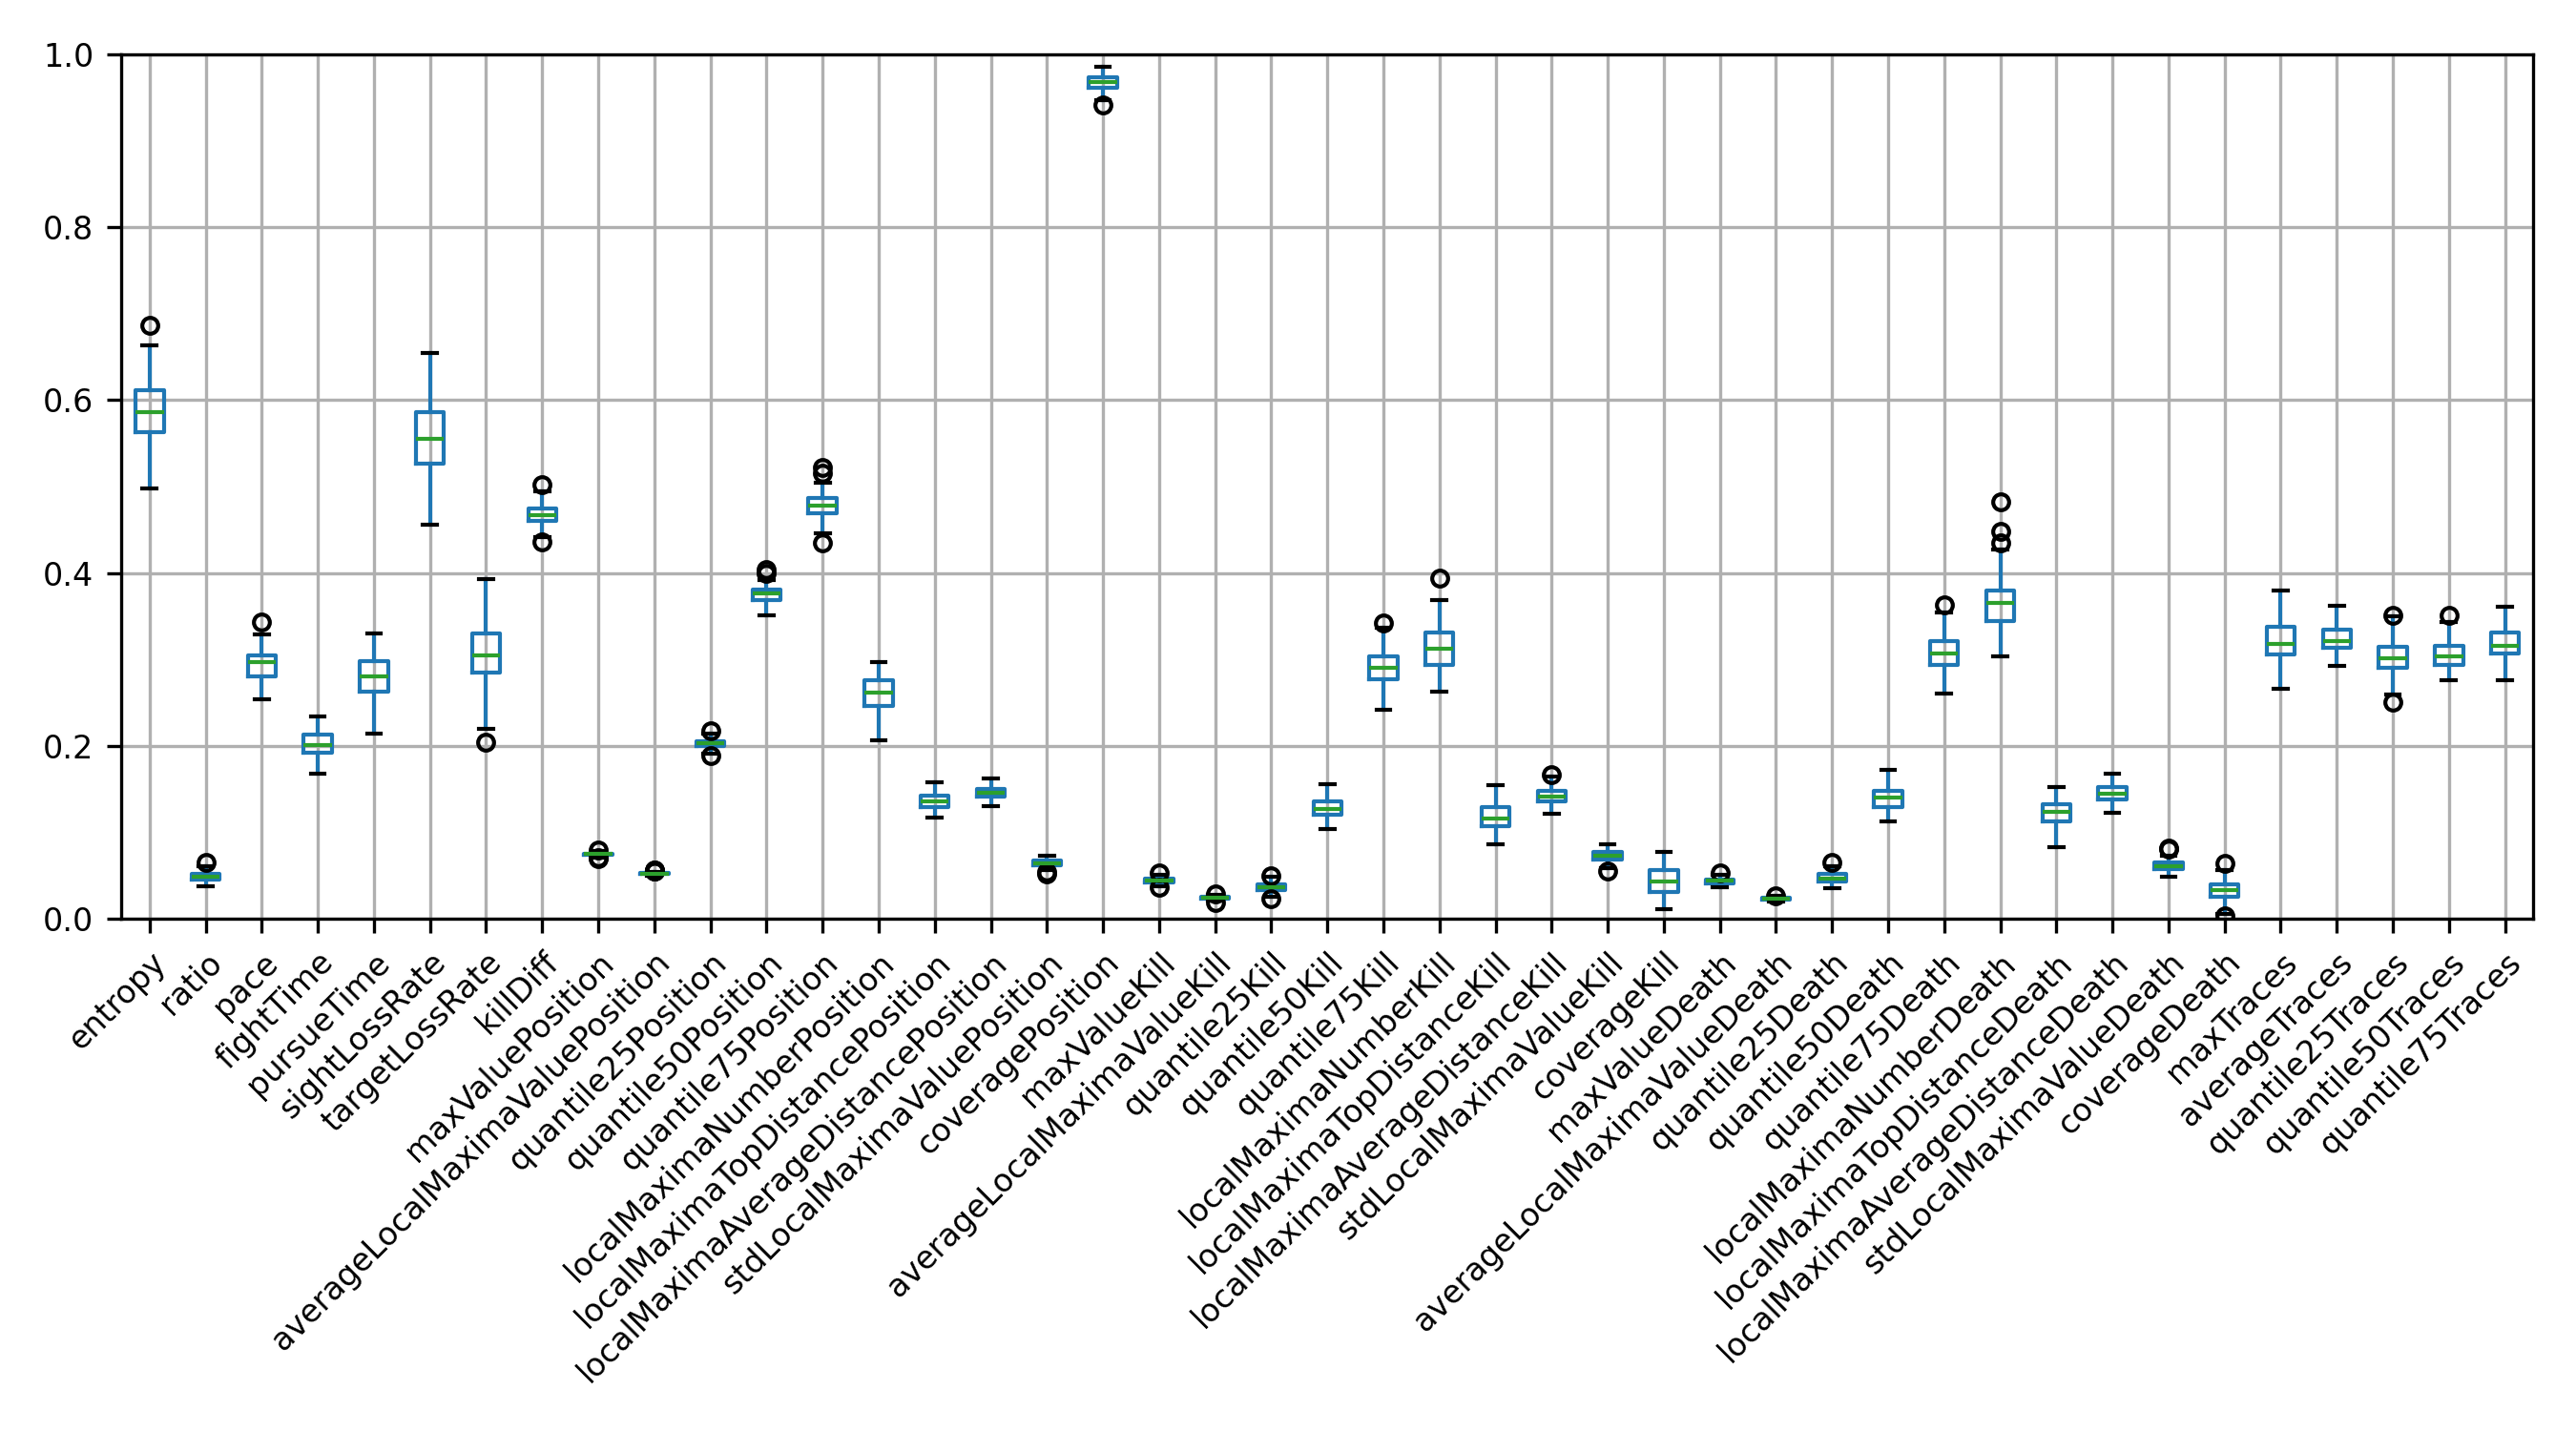 1.0
0.8
0.6
0.4
0.2
0.0
entropy
ratio
pace
fightTime
pursueTime
sightLossRate
targetLossRate
killDiff
maxValuePosition
averageLocalMaximaValuePosition
quantile25Position
quantile50Position
quantile75Position
localMaximaNumberPosition
localMaximaTopDistancePosition
localMaximaAverageDistancePosition
stdLocalMaximaValuePosition
coveragePosition
maxValueKill
averageLocalMaximaValueKill
quantile25Kill
quantile50Kill
quantile75Kill
localMaximaNumberKill
localMaximaTopDistanceKill
localMaximaAverageDistanceKill
stdLocalMaximaValueKill
coverageKill
maxValueDeath
averageLocalMaximaValueDeath
quantile25Death
quantile50Death
quantile75Death
localMaximaNumberDeath
localMaximaTopDistanceDeath
localMaximaAverageDistanceDeath
stdLocalMaximaValueDeath
coverageDeath
maxTraces
averageTraces
quantile25Traces
quantile50Traces
quantile75Traces